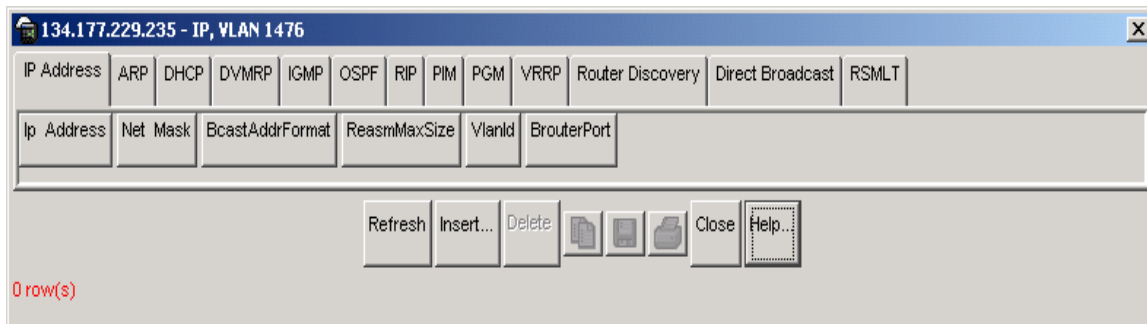 134.177.229.235 - IP, VLAN 1476
IP Address ARP DHCP DVMRP IGMP OSPF RIP PIM PGM VRRP Router Discovery Direct Broadcast RSMLT
Ip Address Net Mask BcastAddrFormat ReasmMaxSize VlanId BrouterPort
Refresh Insert... Delete Close Help...
0 row(s)